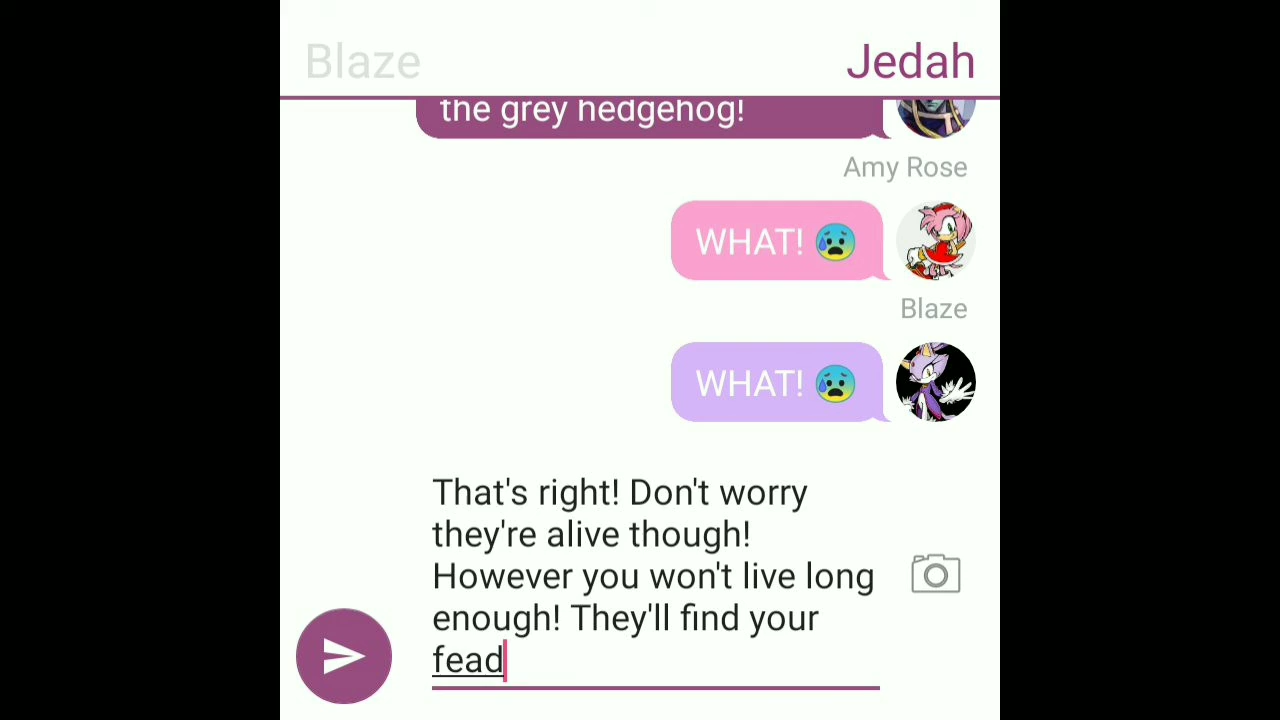 Blaze Jedah
the grey hedgehog!
Amy Rose
WHAT! 😰
Blaze
WHAT! 😰
That's right! Don't worry
they're alive though!
However you won't live long
enough! They'll find your
fead